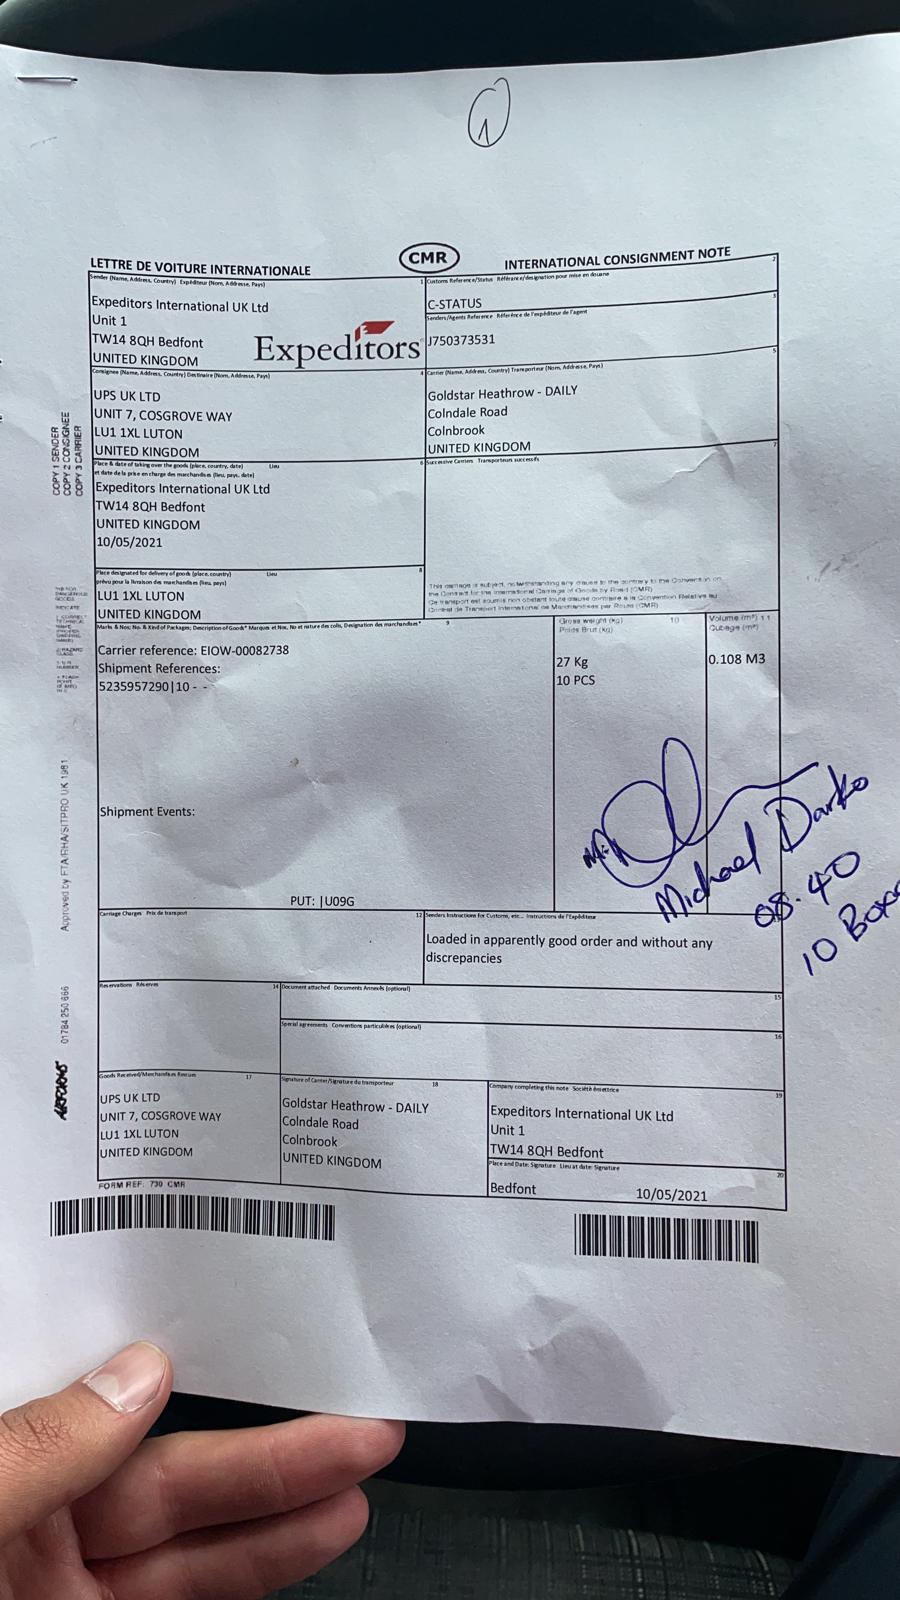 1
LETTRE DE VOITURE INTERNATIONALE
CMR
INTERNATIONAL CONSIGNMENT NOTE
Sender (Name, Address, Country) Expéditeur (Nom, Addresse, Pays)
1
Expeditors International UK Ltd
Unit 1
TW14 8QH Bedfont
UNITED KINGDOM
Expeditors
Customs Reference/Status Référence/designation pour mise en douane
2
C-STATUS
Senders/Agents Reference Référence de l'expéditeur de l'agent
3
J750373531
Consignee (Name, Address, Country) Destinaire (Nom, Addresse, Pays)
4
UPS UK LTD
UNIT 7, COSGROVE WAY
LU1 1XL LUTON
UNITED KINGDOM
Carrier (Name, Address, Country) Transporteur (Nom, Addresse, Pays)
5
Goldstar Heathrow - DAILY
Colndale Road
Colnbrook
UNITED KINGDOM
Place & date of taking over the goods (place, country, date) Lieu
et date de la prise en charge des marchandises (lieu, pays, date)
6
Expeditors International UK Ltd
TW14 8QH Bedfont
UNITED KINGDOM
10/05/2021
Successive Carriers Transporteurs successifs
7
Place designated for delivery of goods (place, country) Lieu
prévu pour la livraison des marchandises (lieu, pays)
8
LU1 1XL LUTON
UNITED KINGDOM
This carriage is subject, notwithstanding any clause to the contrary to the Convention on
the Contract for the International Carriage of Goods by Road (CMR)
Ce transport est soumis non obstant toute clause contraire a la Convention Relative au
Contrat de Transport International de Marchandises par Route (CMR)
Marks & Nos; No. & Kind of Packages; Description of Goods* Marques et Nos, No et nature des colis, Designation des marchandises*
9
Gross weight (kg) 10
Poids Brut (kg)
Volume (m³) 11
Cubage (m³)
Carrier reference: EIOW-00082738
Shipment References:
5235957290|10 - -
27 Kg
10 PCS
0.108 M3
Shipment Events:
PUT: |U09G
Michael Darko
08.40
10 Boxe
Carriage Charges Prix de transport
12
Senders Instructions for Customs, etc... Instructions de l'Expéditeur
Loaded in apparently good order and without any
discrepancies
Reservations Réserves
14
Document attached Documents Annexés (optional)
15
Special agreements Conventions particulières (optional)
16
Goods Received/Marchandises Recues
17
UPS UK LTD
UNIT 7, COSGROVE WAY
LU1 1XL LUTON
UNITED KINGDOM
Signature of Carrier/Signature du transporteur
18
Goldstar Heathrow - DAILY
Colndale Road
Colnbrook
UNITED KINGDOM
Company completing this note Société émettrice
19
Expeditors International UK Ltd
Unit 1
TW14 8QH Bedfont
Place and Date: Signature Lieu at date: Signature
20
Bedfont 10/05/2021
FORM REF: 730 CMR
COPY 1 SENDER
COPY 2 CONSIGNEE
COPY 3 CARRIER
Approved by FTA/RHA/SITPRO UK 1981
01784 250 666